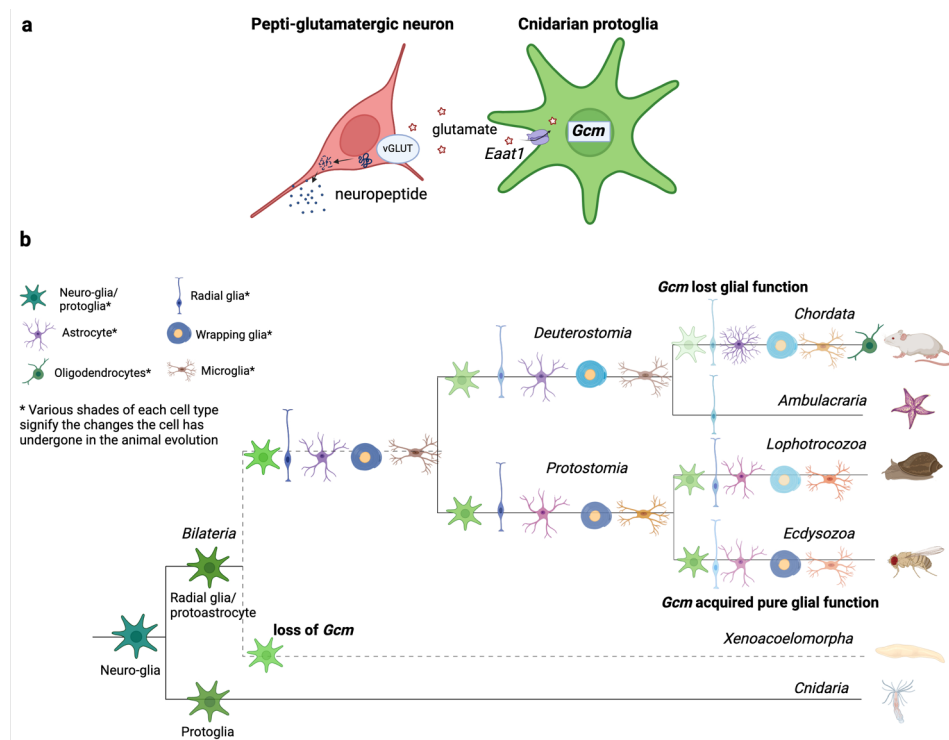 a
Pepti-glutamatergic neuron
Cnidarian protoglia
glutamate
vGLUT
Eaat1
Gcm
neuropeptide
b
Neuro-glia/
protoglia*
Radial glia*
Astrocyte*
Wrapping glia*
Oligodendrocytes*
Microglia*
* Various shades of each cell type
signify the changes the cell has
undergone in the animal evolution
Gcm lost glial function
Chordata
Deuterostomia
Ambulacraria
Lophotrocozoa
Protostomia
Ecdysozoa
Gcm acquired pure glial function
Bilateria
Radial glia/
protoastrocyte
loss of Gcm
Xenoacoelomorpha
Neuro-glia
Cnidaria
Protoglia